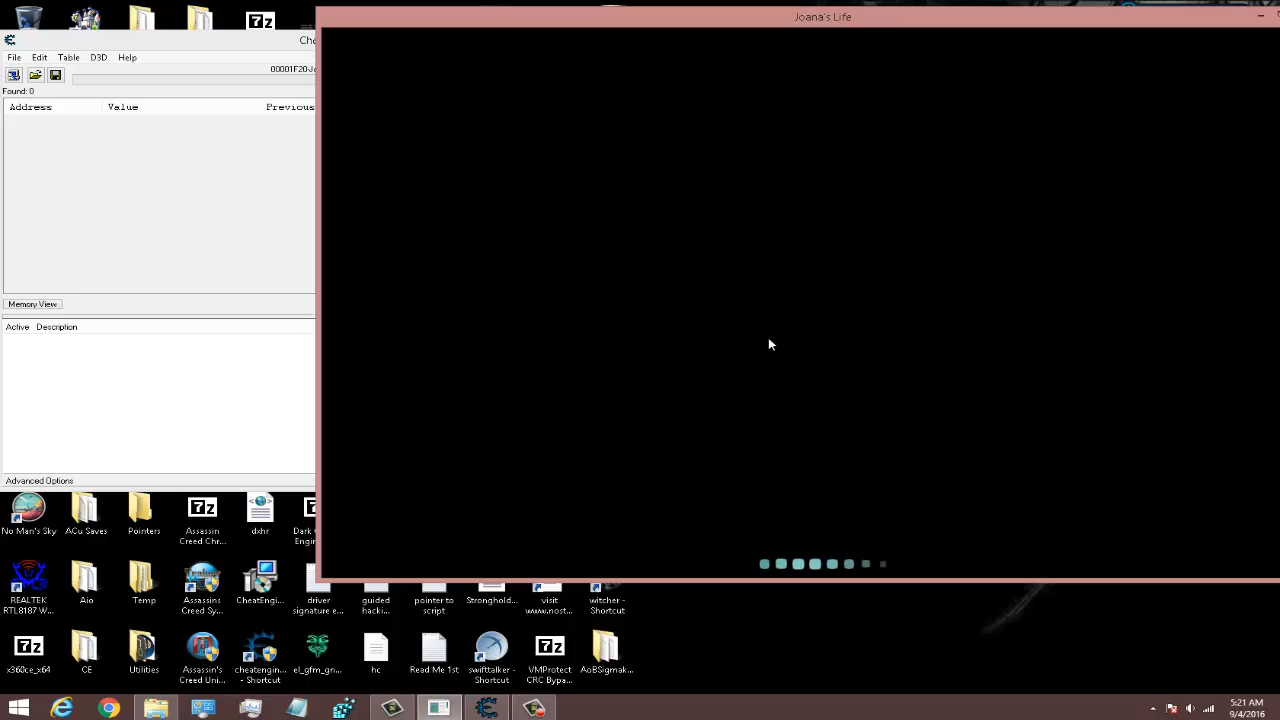 Joana's Life
Che
File Edit Table D3D Help
00001F20-Jo
Found: 0
Address Value Previous
Memory View
Active Description
Advanced Options
No Man's Sky
ACu Saves
Pointers
Assassin
Creed Chr...
dxhr
Dark
Engin
REALTEK
RTL8187 W...
Aio
Temp
Assassins
Creed Sy...
CheatEngi...
driver
signature e...
guided
hacki...
pointer to
script
Stronghold...
visit
www.nost...
witcher -
Shortcut
x360ce_x64
CE
Utilities
Assassin's
Creed Uni...
cheatengin...
- Shortcut
el_gfm_gn...
hc
Read Me 1st
swifttalker -
Shortcut
VMProtect
CRC Bypa...
AoBSigmak...
5:21 AM
9/4/2016